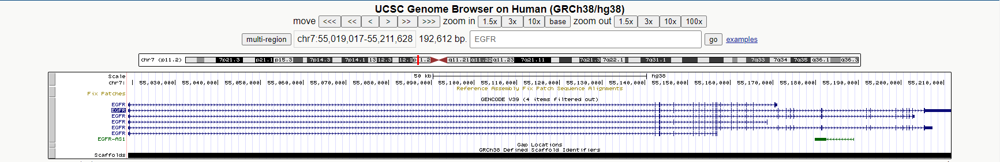 UCSC Genome Browser on Human (GRCh38/hg38)
move <<< << < > >> >>> zoom in 1.5x 3x 10x base zoom out 1.5x 3x 10x 100x
multi-region chr7:55,019,017-55,211,628 192,612 bp. EGFR go examples
chr7 (p11.2) 7p21.3 p21.1 p15.3 7p14.3 7p14.1 13 12.3 12.1 p 1.2 q11.21 q11.22 q11.23 7q21.11 7q21.3 7q22.1 7q31.1 7q33 7q34 7q35 q36.1 q36.3
Scale 50 kb hg38
chr7: 55,030,000 55,040,000 55,050,000 55,060,000 55,070,000 55,080,000 55,090,000 55,100,000 55,110,000 55,120,000 55,130,000 55,140,000 55,150,000 55,160,000 55,170,000 55,180,000 55,190,000 55,200,000 55,210,000
Reference Assembly Fix Patch Sequence Alignments
Fix Patches
GENCODE V39 (4 items filtered out)
EGFR
EGFR
EGFR
EGFR
EGFR
EGFR
EGFR-AS1
Gap Locations
GRCh38 Defined Scaffold Identifiers
Scaffolds